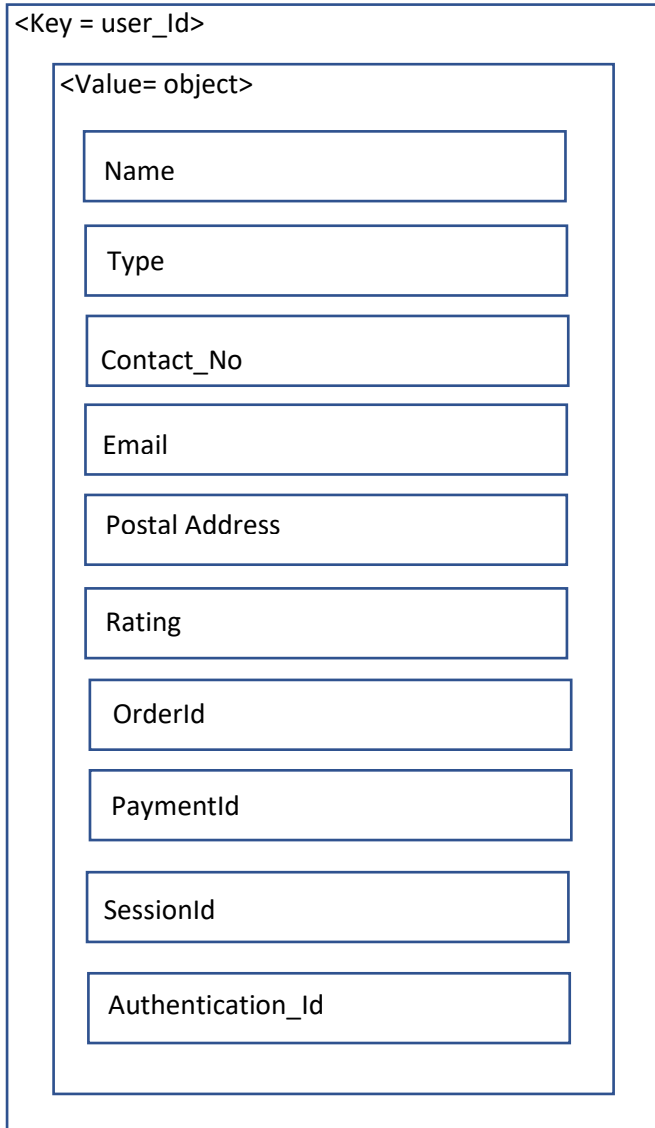 <Key = user_Id>
<Value= object>
Name
Type
Contact_No
Email
Postal Address
Rating
OrderId
PaymentId
SessionId
Authentication_Id